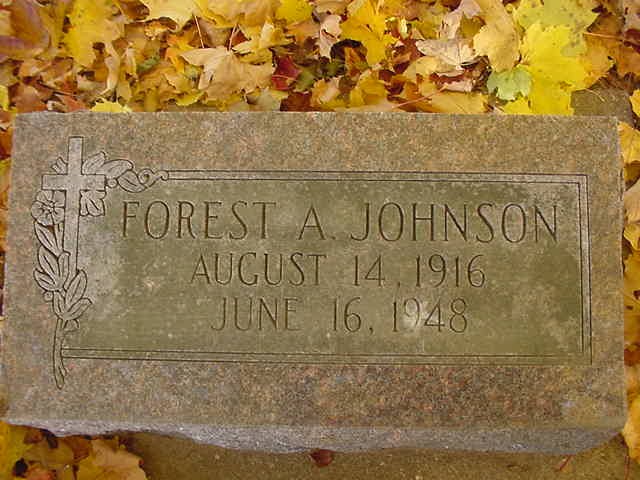 FOREST A. JOHNSON
AUGUST 14, 1916
JUNE 16, 1948